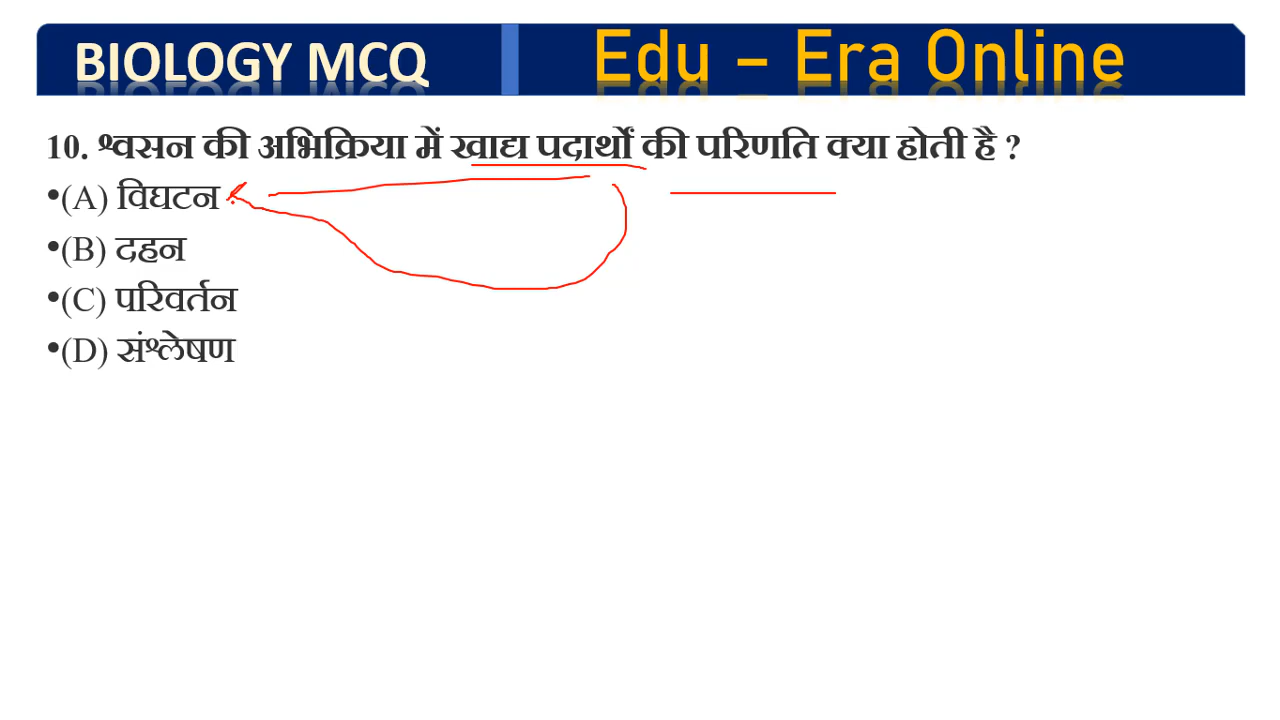 BIOLOGY MCQ
Edu – Era Online
10. श्वसन की अभिक्रिया में खाद्य पदार्थों की परिणति क्या होती है ?
•(A) विघटन
•(B) दहन
•(C) परिवर्तन
•(D) संश्लेषण